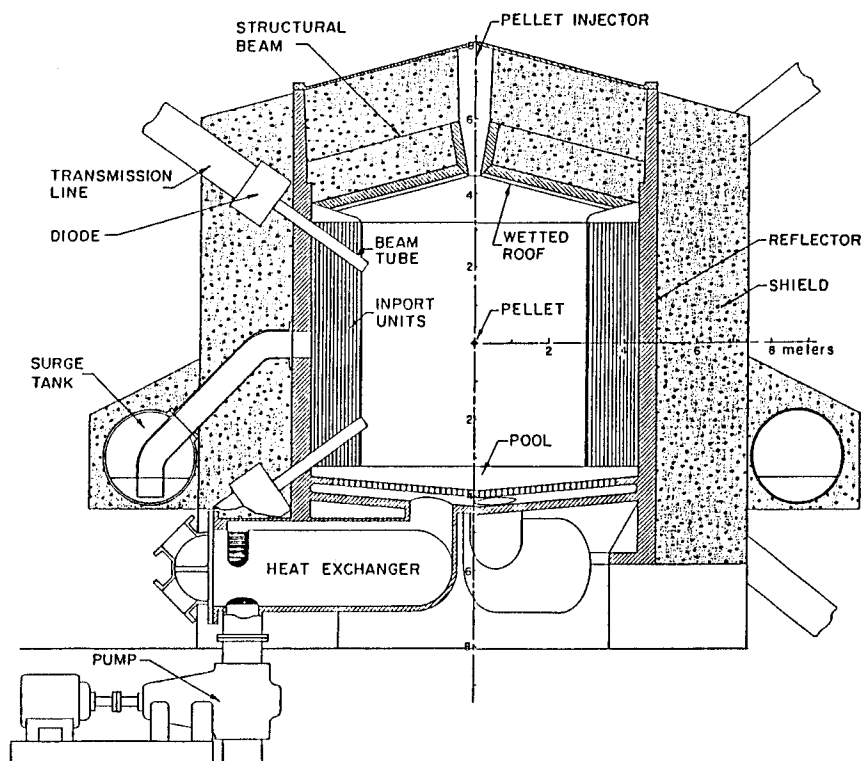 STRUCTURAL
BEAM
PELLET INJECTOR
8
6
TRANSMISSION
LINE
DIODE
4
WETTED
ROOF
BEAM
TUBE
2
REFLECTOR
INPORT
UNITS
PELLET
SHIELD
2
4
6
8 meters
SURGE
TANK
2
POOL
4
HEAT EXCHANGER
6
8
PUMP